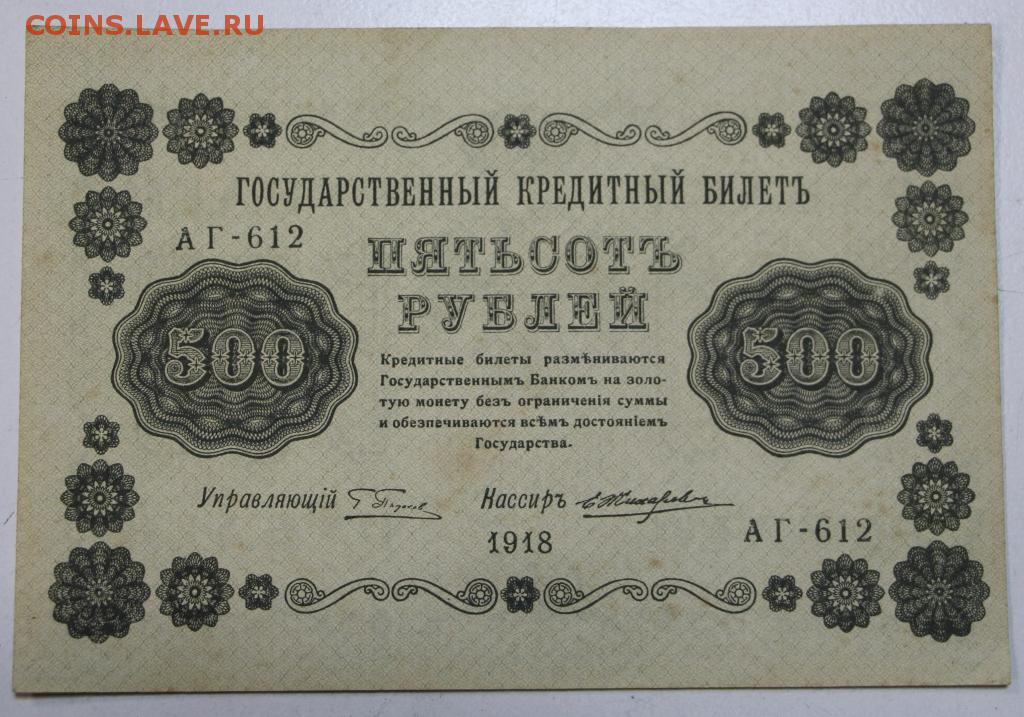 COINS.LAVE.RU
ГОСУДАРСТВЕННЫЙ КРЕДИТНЫЙ БИЛЕТЪ
АГ-612
ПЯТЬСОТЪ
РУБЛЕЙ
500
500
Кредитные билеты размѣниваются
Государственнымъ Банкомъ на золо-
тую монету безъ ограниченія суммы
и обезпечиваются всѣмъ достояніемъ
Государства.
Управляющій
Кассиръ
1918
АГ-612